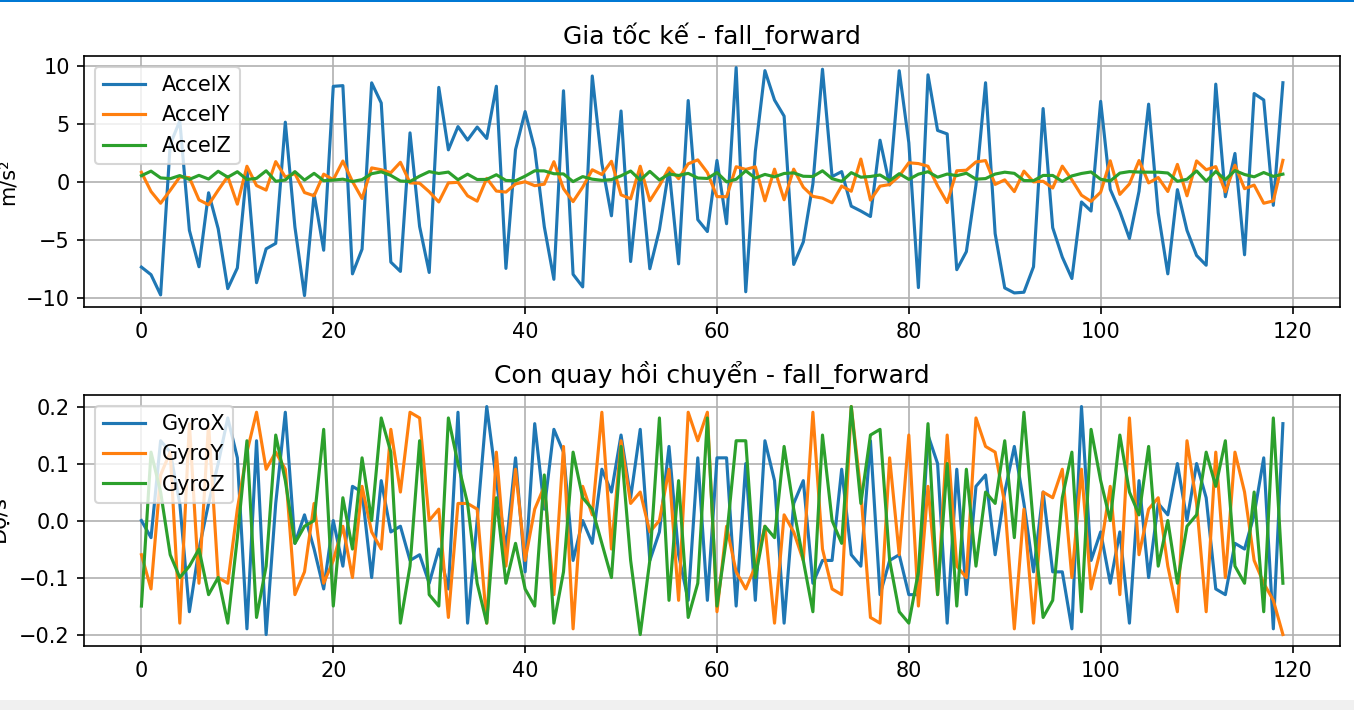 Gia tốc kế - fall_forward
10
5
0
−5
−10
m/s²
AccelX
AccelY
AccelZ
0 20 40 60 80 100 120
Con quay hồi chuyển - fall_forward
0.2
0.1
0.0
−0.1
−0.2
GyroX
GyroY
GyroZ
0 20 40 60 80 100 120